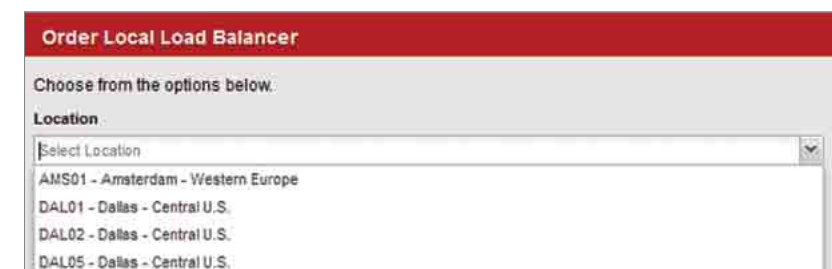 Order Local Load Balancer
Choose from the options below.
Location
Select Location
AMS01 - Amsterdam - Western Europe
DAL01 - Dallas - Central U.S.
DAL02 - Dallas - Central U.S.
DAL05 - Dallas - Central U.S.